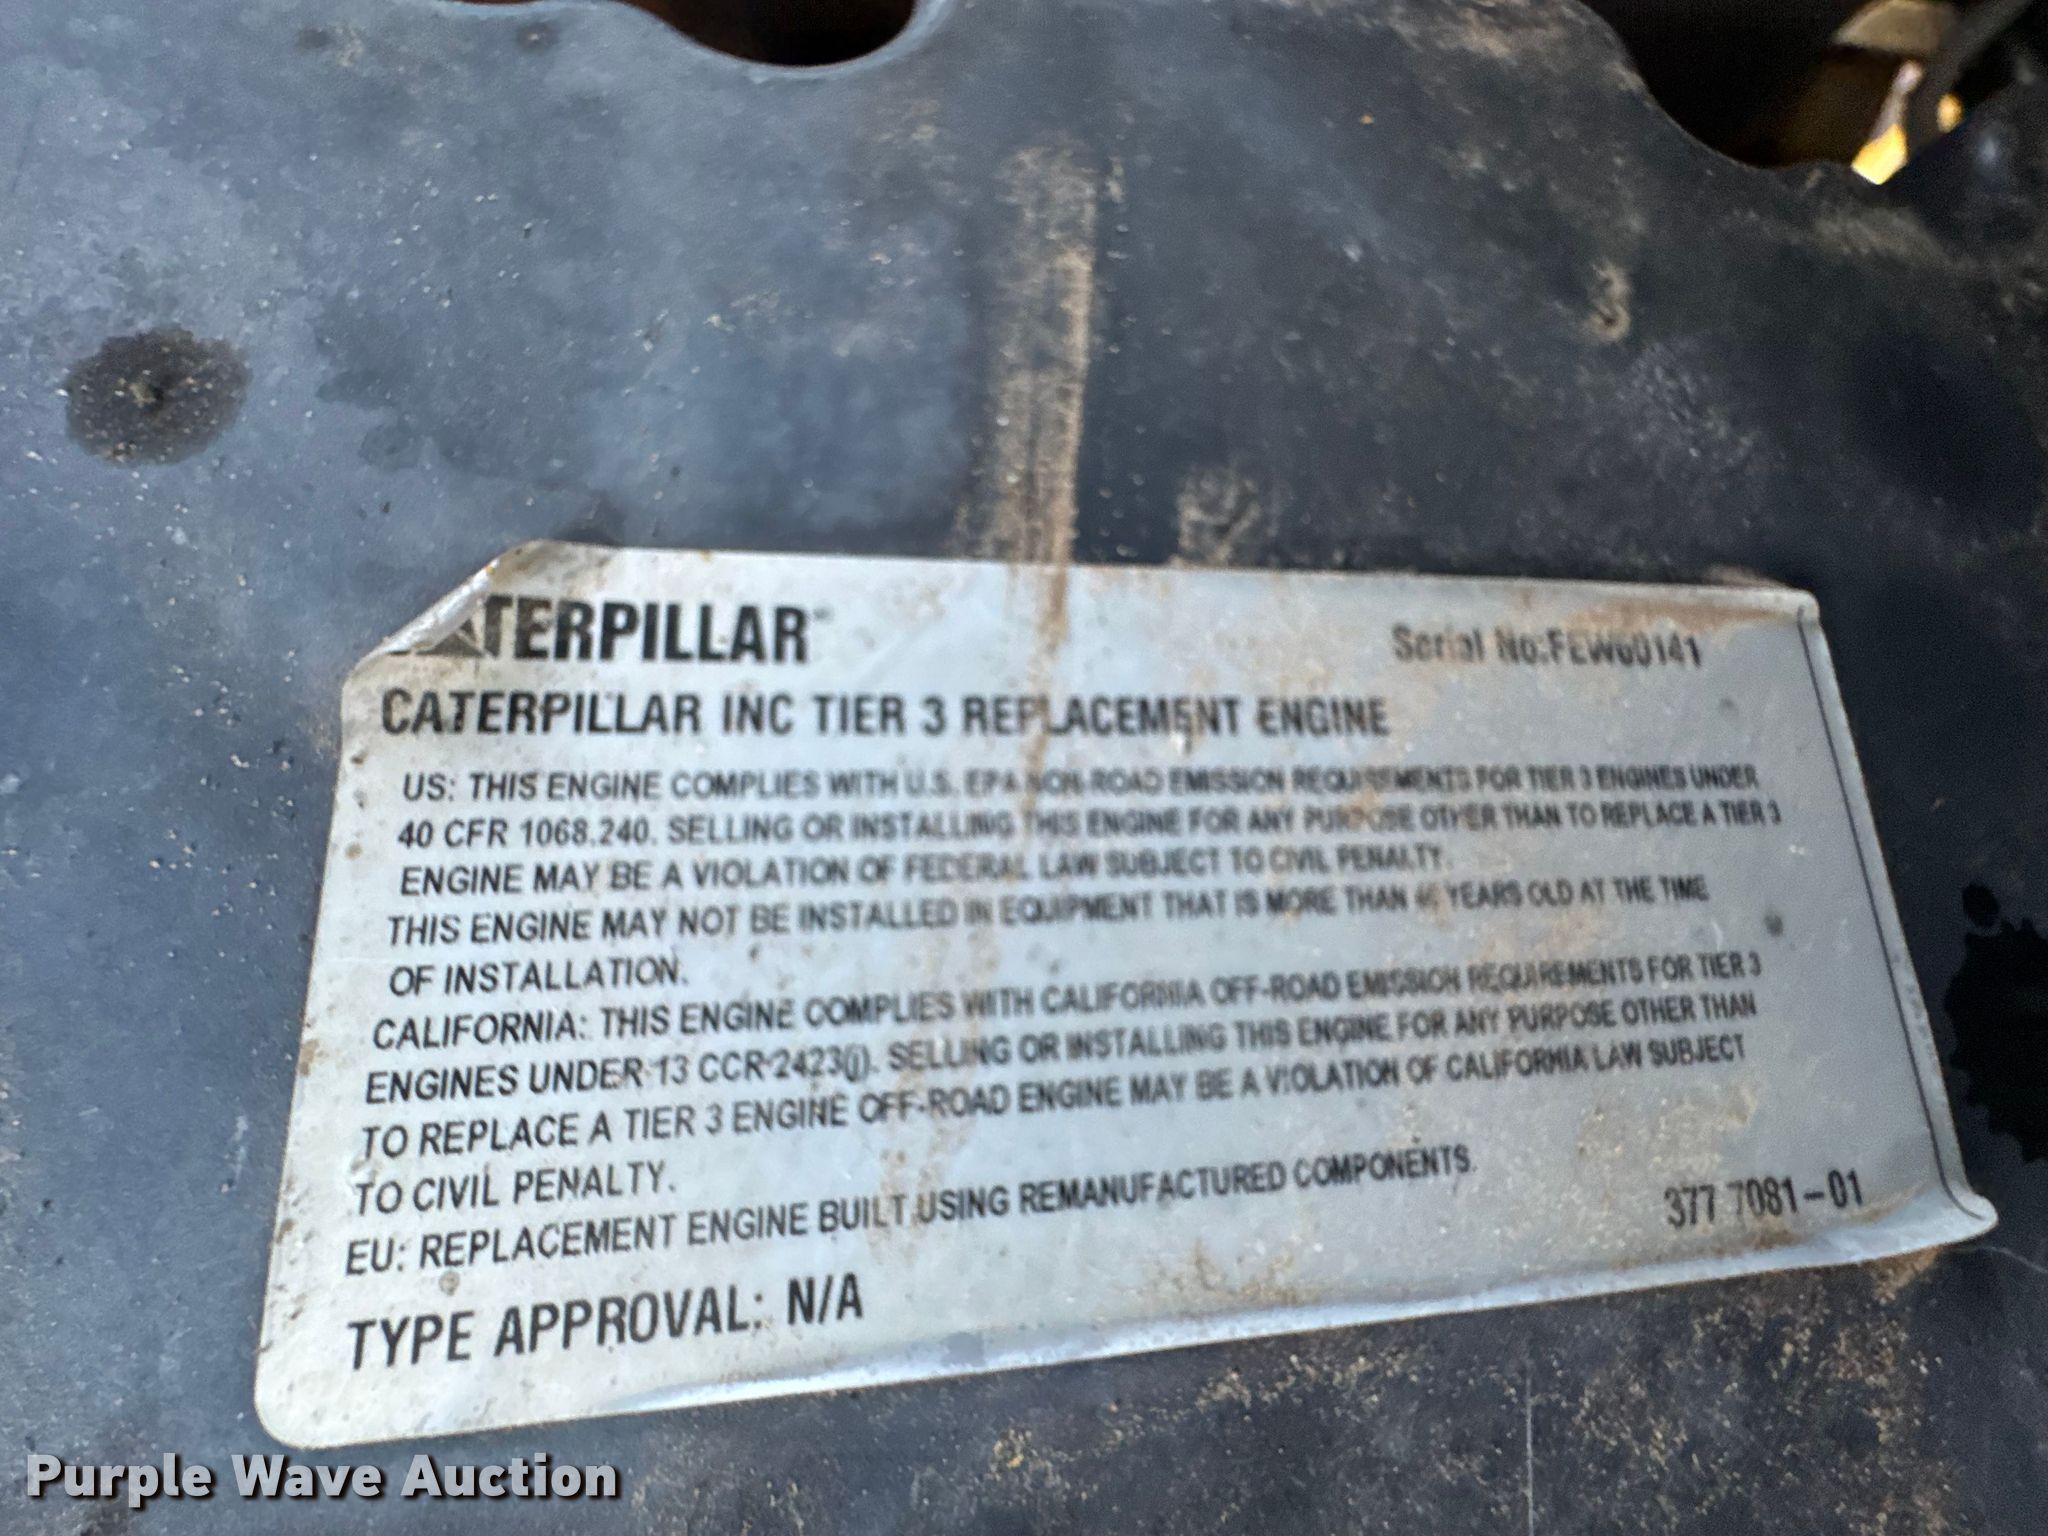 CATERPILLAR
Serial No:FEW60141
CATERPILLAR INC TIER 3 REPLACEMENT ENGINE
US: THIS ENGINE COMPLIES WITH U.S. EPA NON-ROAD EMISSION REQUIREMENTS FOR TIER 3 ENGINES UNDER
40 CFR 1068.240. SELLING OR INSTALLING THIS ENGINE FOR ANY PURPOSE OTHER THAN TO REPLACE A TIER 3
ENGINE MAY BE A VIOLATION OF FEDERAL LAW SUBJECT TO CIVIL PENALTY.
THIS ENGINE MAY NOT BE INSTALLED IN EQUIPMENT THAT IS MORE THAN YEARS OLD AT THE TIME
OF INSTALLATION.
CALIFORNIA: THIS ENGINE COMPLIES WITH CALIFORNIA OFF-ROAD EMISSION REQUIREMENTS FOR TIER 3
ENGINES UNDER 13 CCR 2423(j). SELLING OR INSTALLING THIS ENGINE FOR ANY PURPOSE OTHER THAN
TO REPLACE A TIER 3 ENGINE OFF-ROAD ENGINE MAY BE A VIOLATION OF CALIFORNIA LAW SUBJECT
TO CIVIL PENALTY.
EU: REPLACEMENT ENGINE BUILT USING REMANUFACTURED COMPONENTS.
377 7081-01
TYPE APPROVAL: N/A
Purple Wave Auction